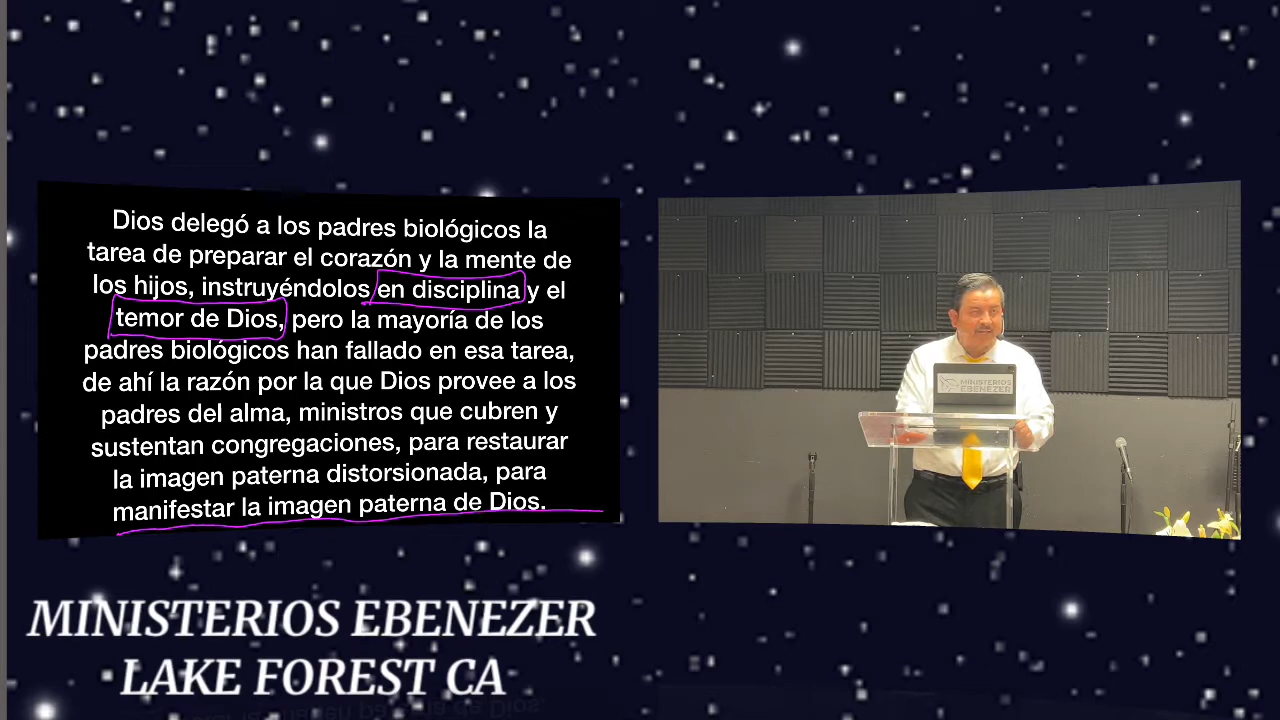 Dios delegó a los padres biológicos la
tarea de preparar el corazón y la mente de
los hijos, instruyéndolos en disciplina y el
temor de Dios, pero la mayoría de los
padres biológicos han fallado en esa tarea,
de ahí la razón por la que Dios provee a los
padres del alma, ministros que cubren y
sustentan congregaciones, para restaurar
la imagen paterna distorsionada, para
manifestar la imagen paterna de Dios.
MINISTERIOS
EBENEZER
MINISTERIOS EBENEZER
LAKE FOREST CA